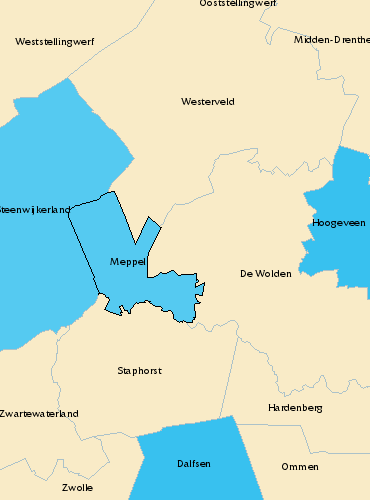 Ooststellingwerf
Weststellingwerf
Midden-Drenthe
Westerveld
Steenwijkerland
Hoogeveen
Meppel
De Wolden
Staphorst
Hardenberg
Zwartewaterland
Dalfsen
Ommen
Zwolle